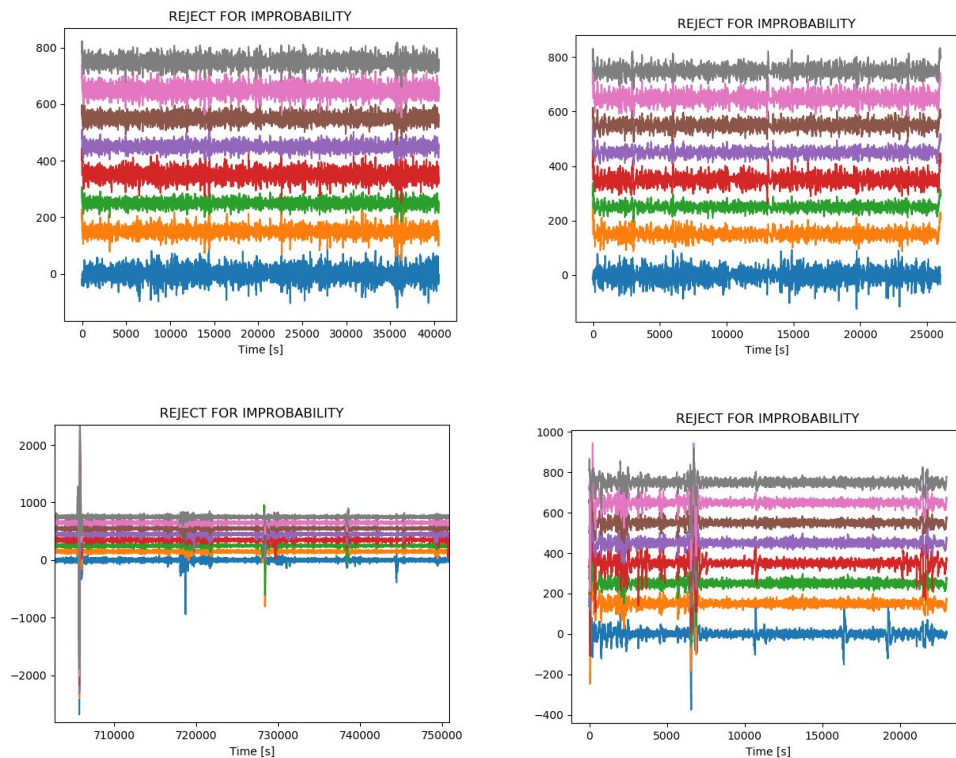 REJECT FOR IMPROBABILITY
800
600
400
200
0
0 5000 10000 15000 20000 25000 30000 35000 40000
Time [s]
REJECT FOR IMPROBABILITY
800
600
400
200
0
0 5000 10000 15000 20000 25000
Time [s]
REJECT FOR IMPROBABILITY
2000
1000
0
−1000
−2000
710000 720000 730000 740000 750000
Time [s]
REJECT FOR IMPROBABILITY
1000
800
600
400
200
0
−200
−400
0 5000 10000 15000 20000
Time [s]